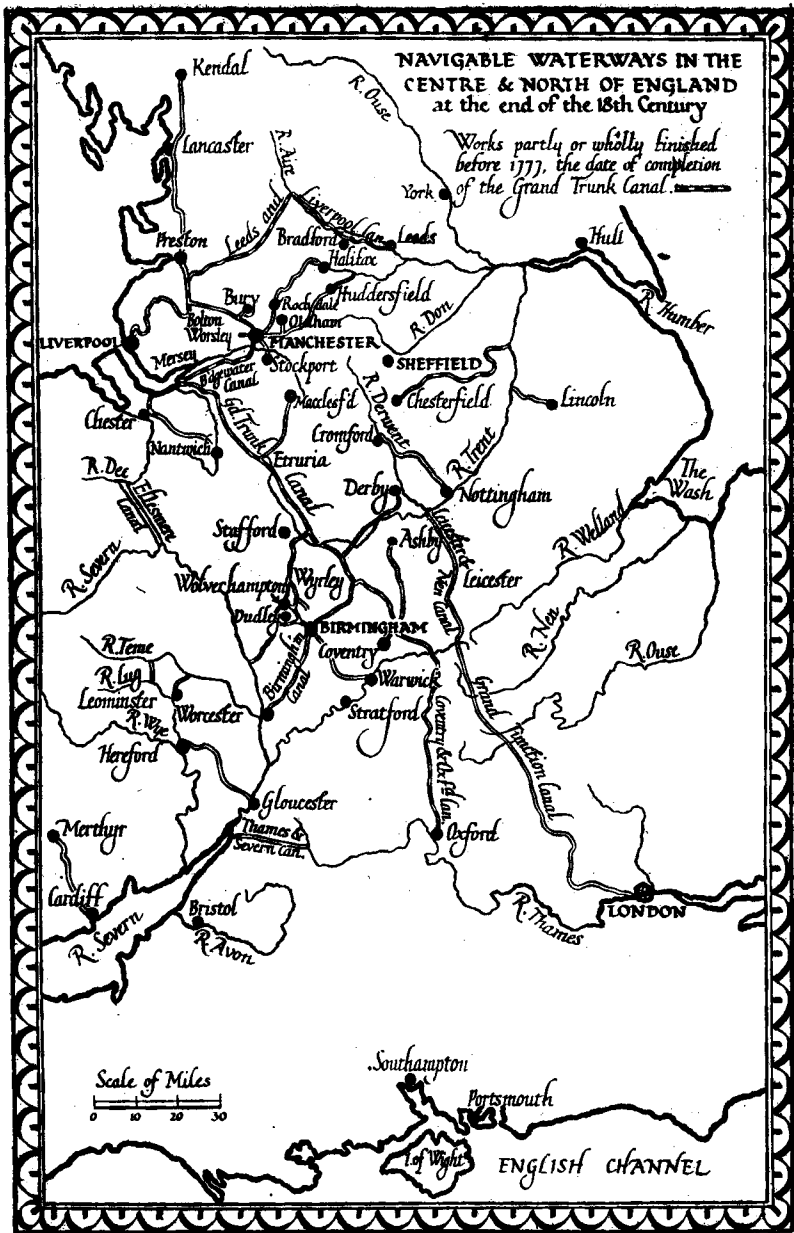 NAVIGABLE WATERWAYS IN THE
CENTRE & NORTH OF ENGLAND
at the end of the 18th Century
Works partly or wholly finished
before 1777, the date of completion
of the Grand Trunk Canal.
Kendal
R. Ouse
Lancaster
R. Aire
York
Leeds and
Liverpool Can
Preston
Bradford
Leeds
Hull
Halifax
Bury
Rochdale
Huddersfield
R. Humber
Bolton
Oldham
R. Don
Worsley
LIVERPOOL
MANCHESTER
Mersey
Stockport
SHEFFIELD
Bdgewater
Canal
R. Derwent
Macclesf'd
Chesterfield
Lincoln
Chester
Gd. Trunk
Canal
Cromford
Nantwich
Etruria
R. Trent
R. Dee
The
Wash
Ellesmere
Canal
Derby
Nottingham
Stafford
Ashby
Leicester &
Nen Canal
R. Welland
R. Severn
Wolverhampton
Wyrley
Leicester
Dudley
BIRMINGHAM
R. Nen
R. Teme
Coventry
R. Ouse
R. Lug
Birmingham
Canal
Warwick
Leominster
Grand Junction Canal
R. Wye
Worcester
Stratford
Coventry & Oxf'd Can.
Hereford
Gloucester
Merthyr
Thames &
Severn Can.
Oxford
Cardiff
Bristol
LONDON
R. Severn
R. Avon
R. Thames
Southampton
Scale of Miles
0 10 20 30
Portsmouth
I. of Wight
ENGLISH CHANNEL